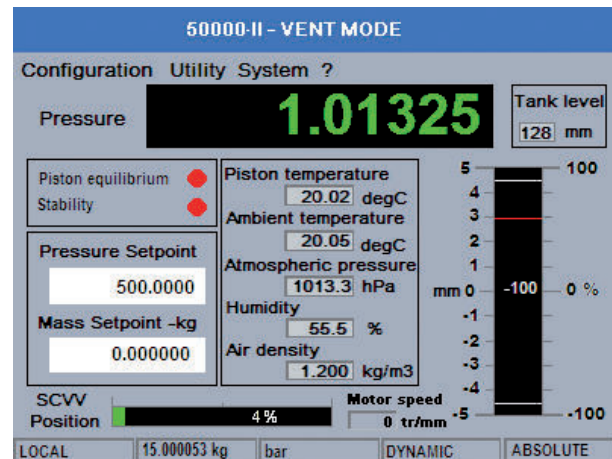 50000-II – VENT MODE
Configuration Utility System ?
Pressure 1.01325
Tank level
128 mm
Piston equilibrium
Stability
Pressure Setpoint
500.0000
Mass Setpoint -kg
0.000000
Piston temperature
20.02 degC
Ambient temperature
20.05 degC
Atmospheric pressure
1013.3 hPa
Humidity
55.5 %
Air density
1.200 kg/m3
5 100
4
3
2
1
mm 0 -100 0 %
-1
-2
-3
-4
-5 -100
SCVV
Position 4 %
Motor speed
0 tr/mm
LOCAL 15.000053 kg bar DYNAMIC ABSOLUTE